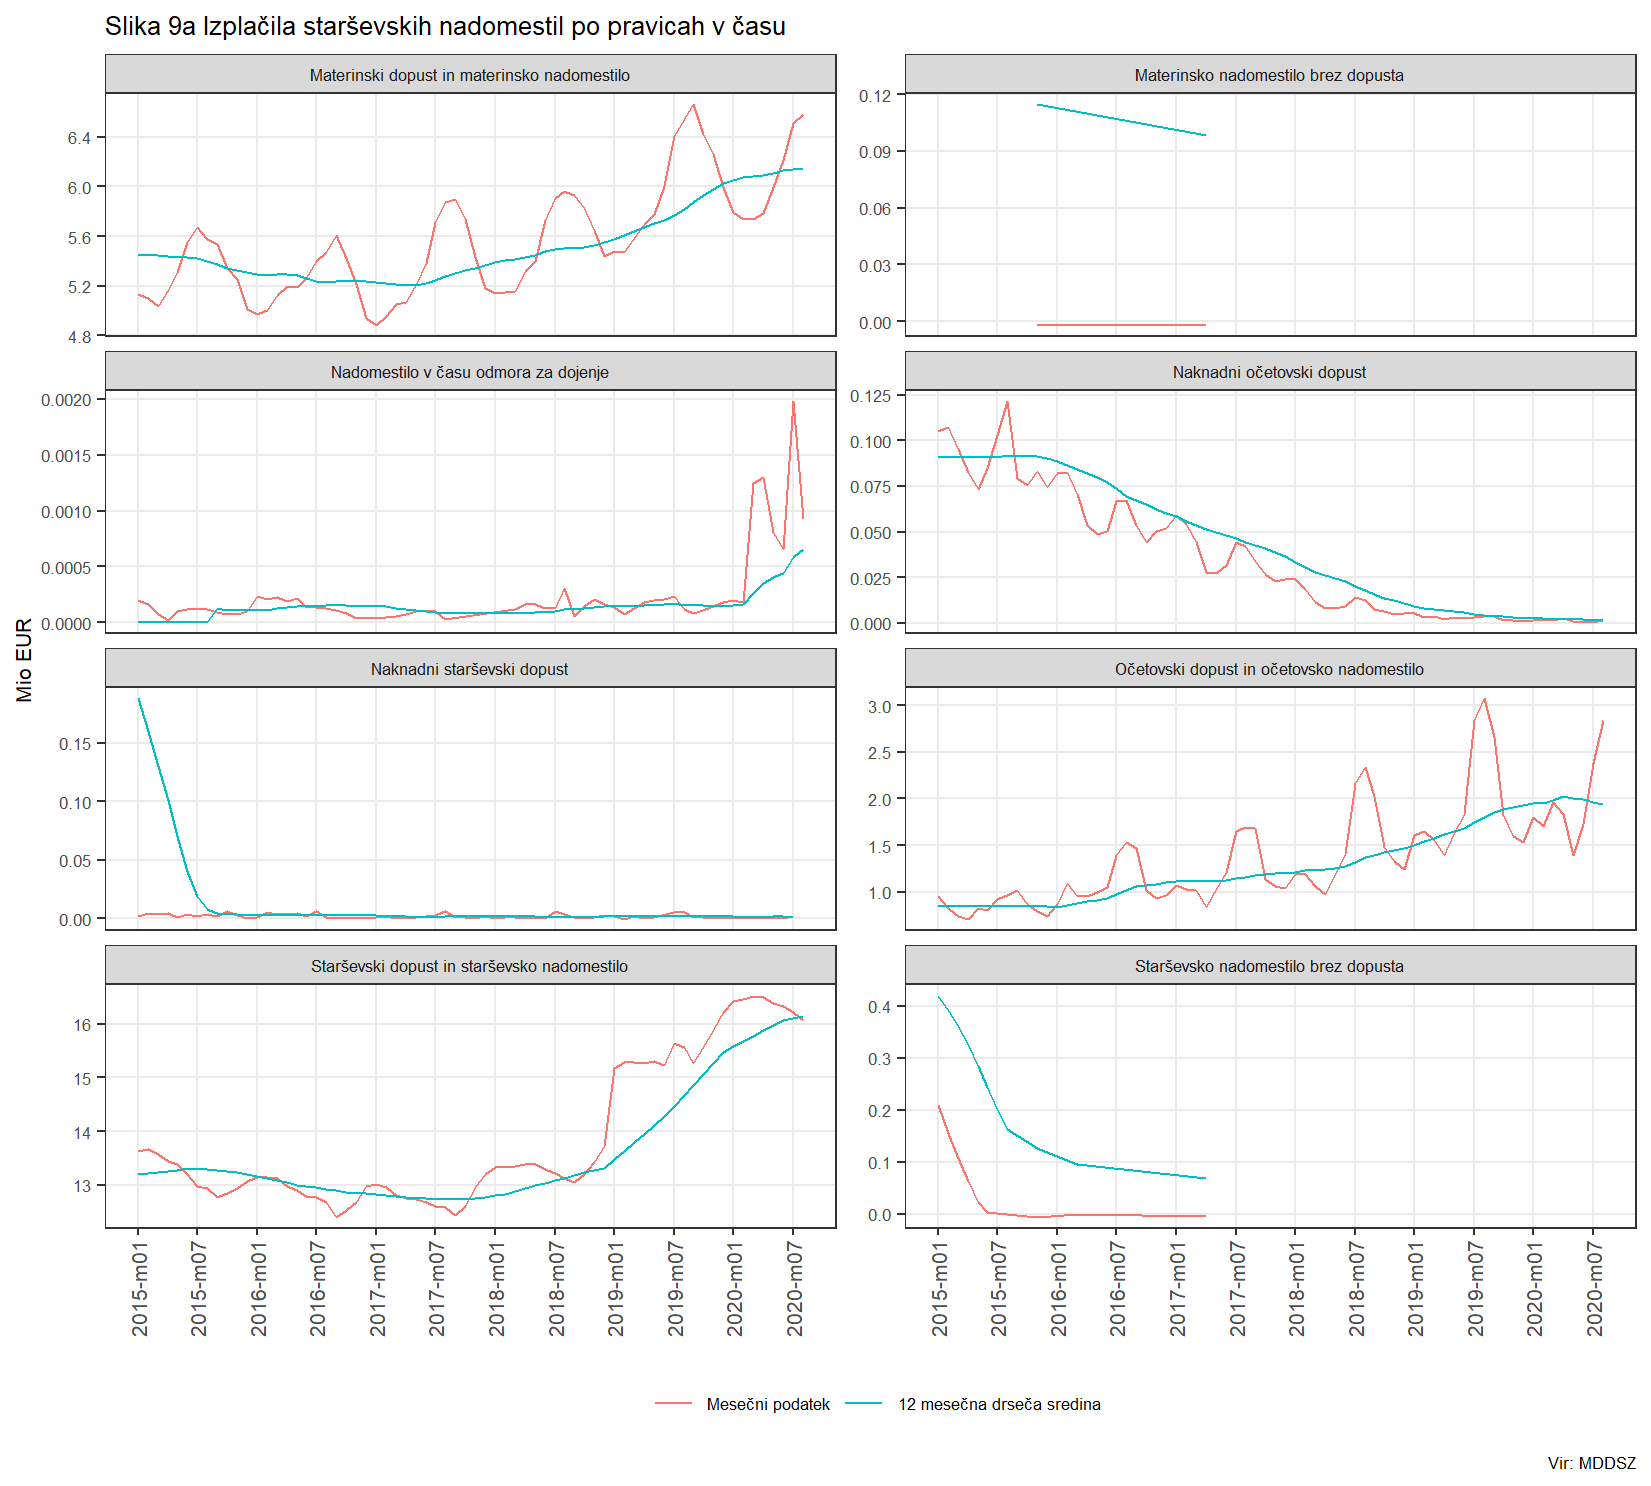 Slika 9a Izplačila starševskih nadomestil po pravicah v času
Materinski dopust in materinsko nadomestilo
6.4
6.0
5.6
5.2
4.8
Materinsko nadomestilo brez dopusta
0.12
0.09
0.06
0.03
0.00
Nadomestilo v času odmora za dojenje
0.0020
0.0015
0.0010
0.0005
0.0000
Naknadni očetovski dopust
0.125
0.100
0.075
0.050
0.025
0.000
Mio EUR
Naknadni starševski dopust
0.15
0.10
0.05
0.00
Očetovski dopust in očetovsko nadomestilo
3.0
2.5
2.0
1.5
1.0
Starševski dopust in starševsko nadomestilo
16
15
14
13
Starševsko nadomestilo brez dopusta
0.4
0.3
0.2
0.1
0.0
2015-m01
2015-m07
2016-m01
2016-m07
2017-m01
2017-m07
2018-m01
2018-m07
2019-m01
2019-m07
2020-m01
2020-m07
2015-m01
2015-m07
2016-m01
2016-m07
2017-m01
2017-m07
2018-m01
2018-m07
2019-m01
2019-m07
2020-m01
2020-m07
Mesečni podatek
12 mesečna drseča sredina
Vir: MDDSZ